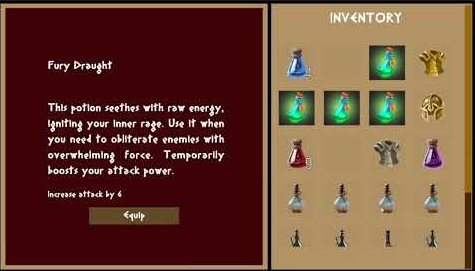 INVENTORY
Fury Draught
This potion seethes with raw energy,
igniting your inner rage. Use it when
you need to obliterate enemies with
overwhelming force. Temporarily
boosts your attack power.
Increase attack by 6
Equip